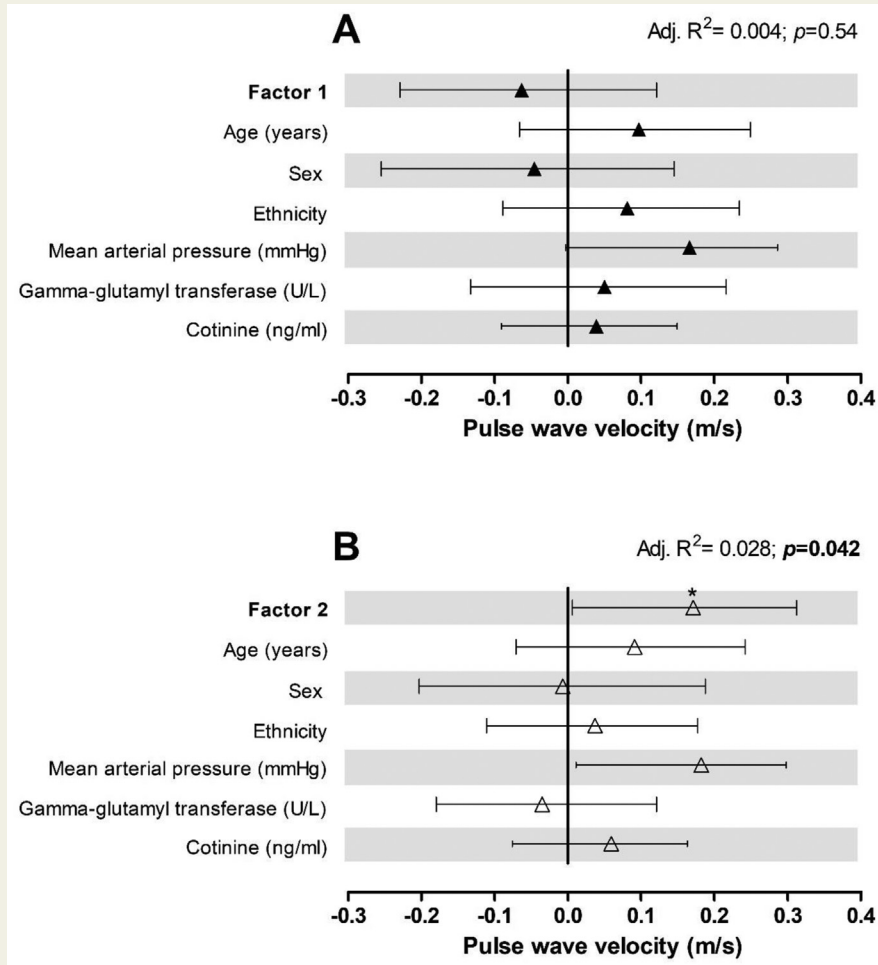 A
Adj. R²= 0.004; p=0.54
Factor 1
Age (years)
Sex
Ethnicity
Mean arterial pressure (mmHg)
Gamma-glutamyl transferase (U/L)
Cotinine (ng/ml)
-0.3 -0.2 -0.1 0.0 0.1 0.2 0.3 0.4
Pulse wave velocity (m/s)
B
Adj. R²= 0.028; p=0.042
*
Factor 2
Age (years)
Sex
Ethnicity
Mean arterial pressure (mmHg)
Gamma-glutamyl transferase (U/L)
Cotinine (ng/ml)
-0.3 -0.2 -0.1 0.0 0.1 0.2 0.3 0.4
Pulse wave velocity (m/s)